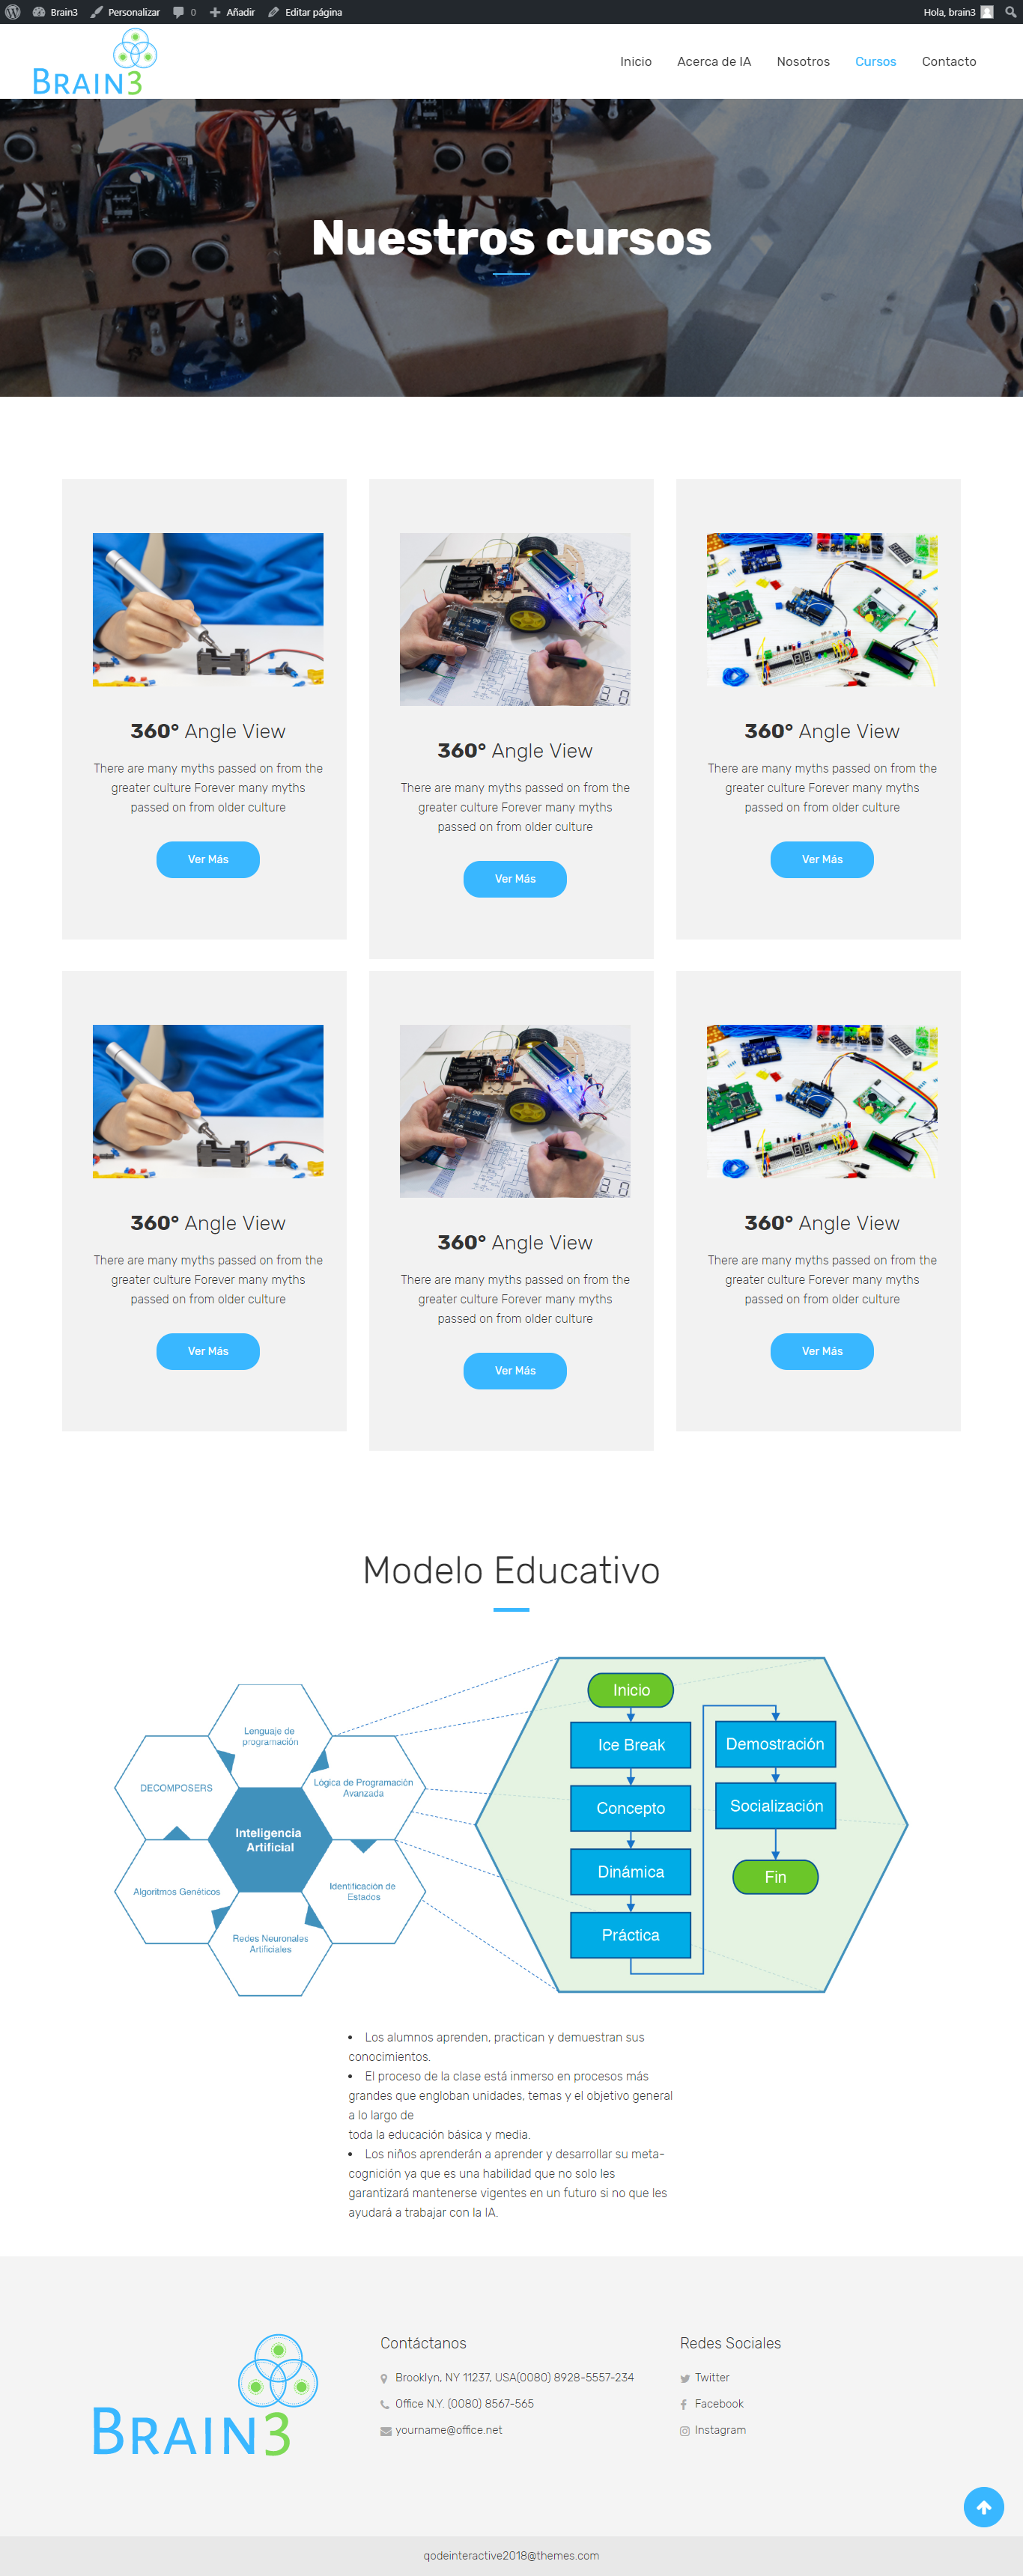 Brain3 Personalizar 0 Añadir Editar página Hola, brain3
BRAIN3
Inicio Acerca de IA Nosotros Cursos Contacto
Nuestros cursos
360° Angle View
There are many myths passed on from the
greater culture Forever many myths
passed on from older culture
Ver Más
360° Angle View
There are many myths passed on from the
greater culture Forever many myths
passed on from older culture
Ver Más
360° Angle View
There are many myths passed on from the
greater culture Forever many myths
passed on from older culture
Ver Más
360° Angle View
There are many myths passed on from the
greater culture Forever many myths
passed on from older culture
Ver Más
360° Angle View
There are many myths passed on from the
greater culture Forever many myths
passed on from older culture
Ver Más
360° Angle View
There are many myths passed on from the
greater culture Forever many myths
passed on from older culture
Ver Más
Modelo Educativo
Lenguaje de
programación
DECOMPOSERS
Lógica de Programación
Avanzada
Inteligencia
Artificial
Algoritmos Genéticos
Identificación de
Estados
Redes Neuronales
Artificiales
Inicio
Ice Break
Concepto
Dinámica
Práctica
Demostración
Socialización
Fin
• Los alumnos aprenden, practican y demuestran sus
conocimientos.
• El proceso de la clase está inmerso en procesos más
grandes que engloban unidades, temas y el objetivo general
a lo largo de
toda la educación básica y media.
• Los niños aprenderán a aprender y desarrollar su meta-
cognición ya que es una habilidad que no solo les
garantizará mantenerse vigentes en un futuro si no que les
ayudará a trabajar con la IA.
BRAIN3
Contáctanos
Brooklyn, NY 11237, USA(0080) 8928-5557-234
Office N.Y. (0080) 8567-565
yourname@office.net
Redes Sociales
Twitter
Facebook
Instagram
qodeinteractive2018@themes.com